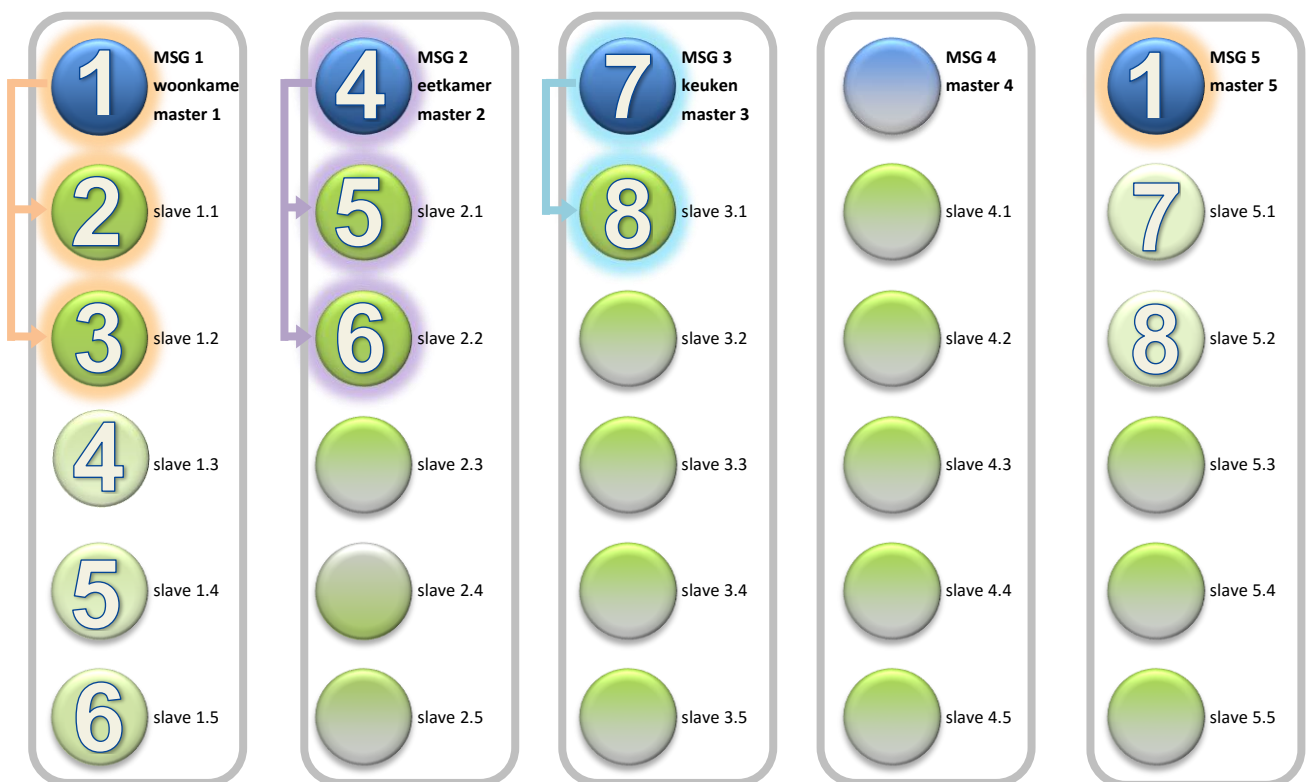 1
MSG 1
woonkame
master 1
2
slave 1.1
3
slave 1.2
4
slave 1.3
5
slave 1.4
6
slave 1.5
4
MSG 2
eetkamer
master 2
5
slave 2.1
6
slave 2.2
slave 2.3
slave 2.4
slave 2.5
7
MSG 3
keuken
master 3
8
slave 3.1
slave 3.2
slave 3.3
slave 3.4
slave 3.5
MSG 4
master 4
slave 4.1
slave 4.2
slave 4.3
slave 4.4
slave 4.5
1
MSG 5
master 5
7
slave 5.1
8
slave 5.2
slave 5.3
slave 5.4
slave 5.5